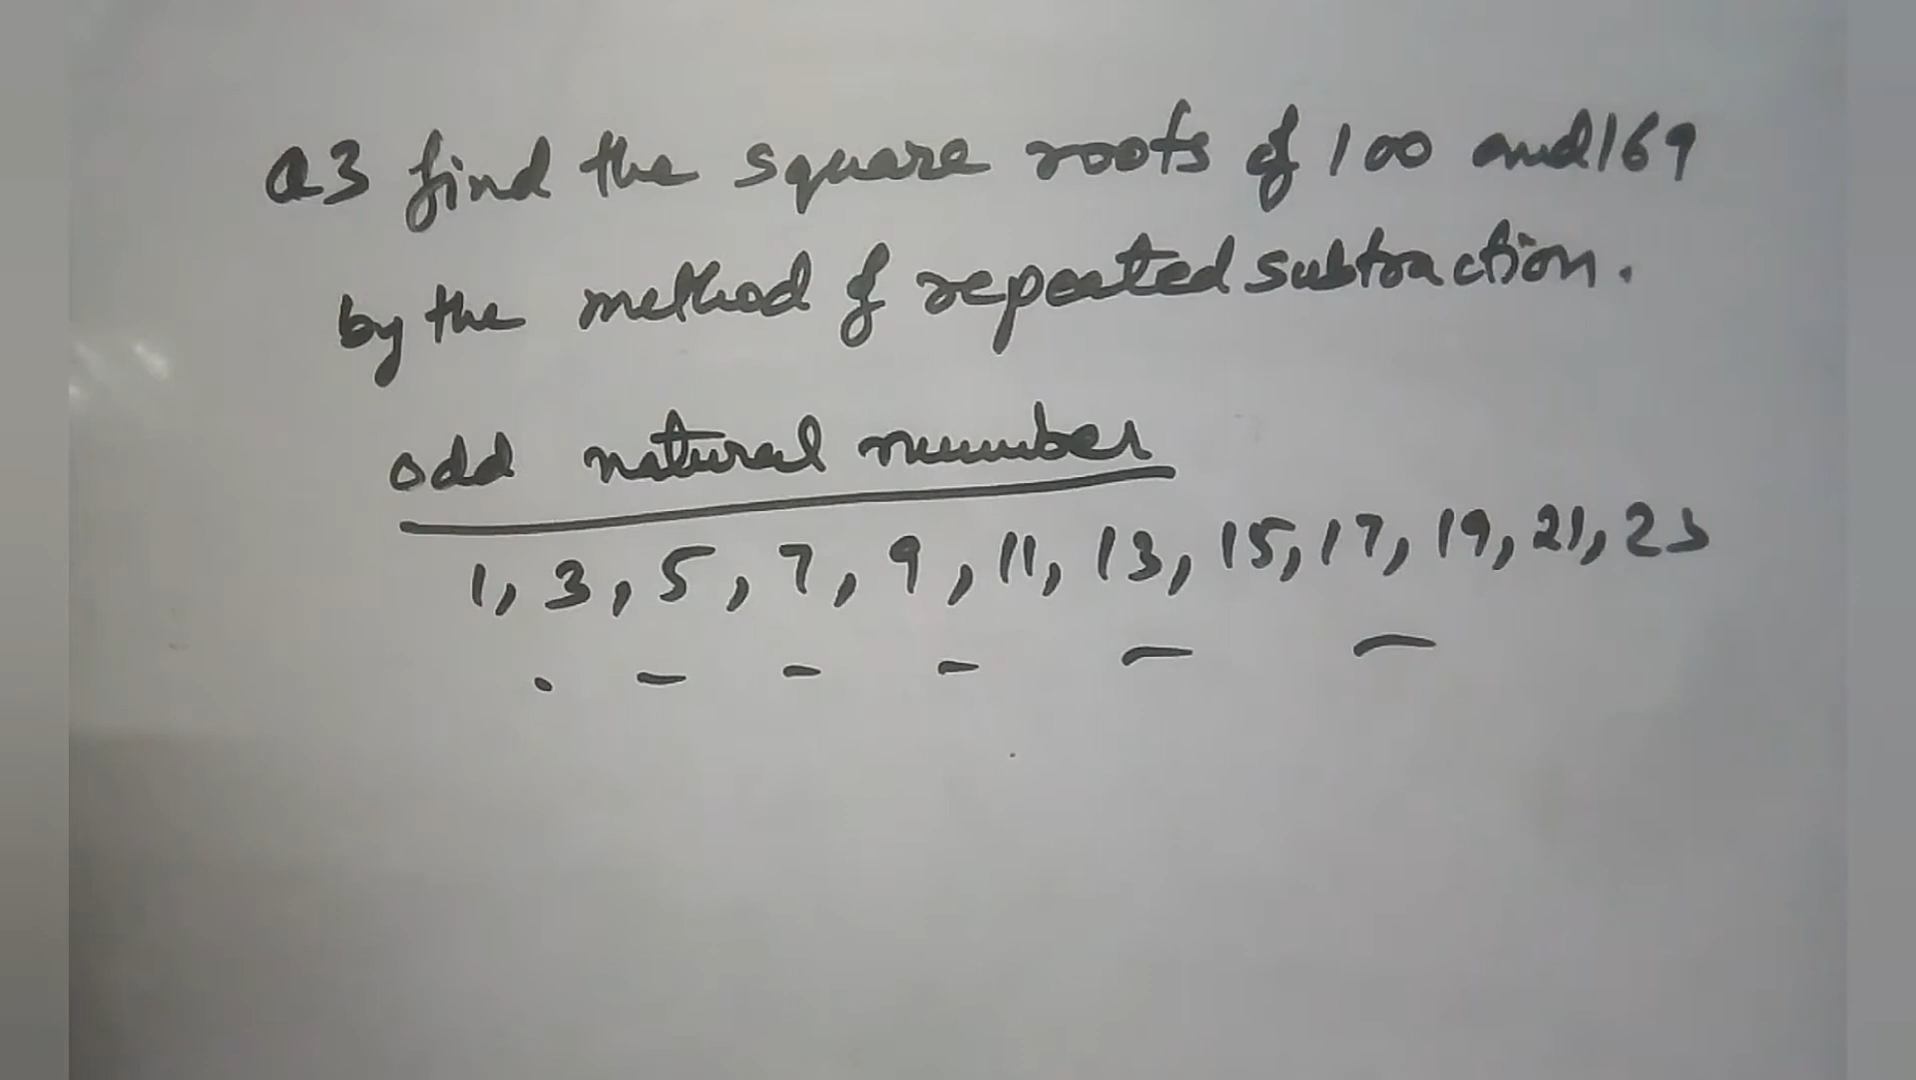 Q3 find the square roots of 100 and 169
by the method of repeated subtraction.
odd natural number
1, 3, 5, 7, 9, 11, 13, 15, 17, 19, 21, 23
. - - - - -